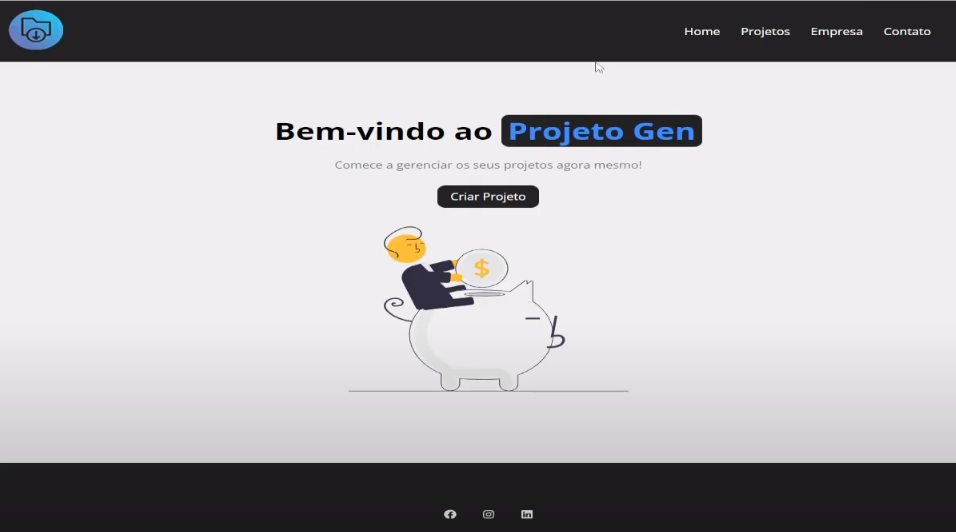 Home Projetos Empresa Contato
Bem-vindo ao Projeto Gen
Comece a gerenciar os seus projetos agora mesmo!
Criar Projeto
$